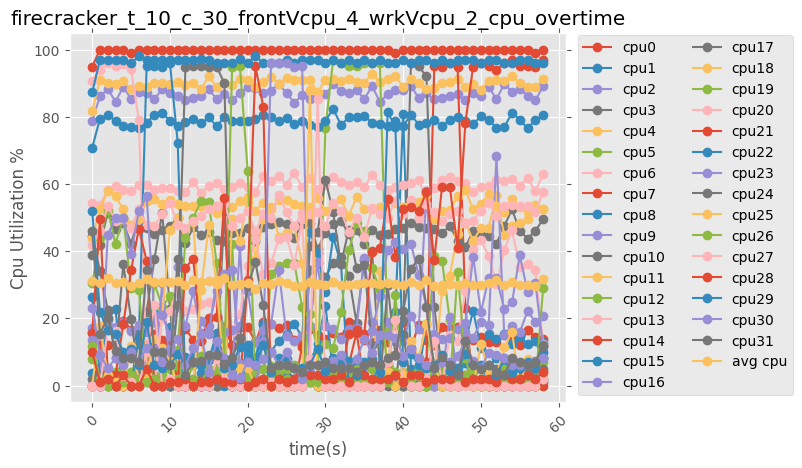 firecracker_t_10_c_30_frontVcpu_4_wrkVcpu_2_cpu_overtime
100
80
60
40
20
0
Cpu Utilization %
0
10
20
30
40
50
60
time(s)
cpu0
cpu1
cpu2
cpu3
cpu4
cpu5
cpu6
cpu7
cpu8
cpu9
cpu10
cpu11
cpu12
cpu13
cpu14
cpu15
cpu16
cpu17
cpu18
cpu19
cpu20
cpu21
cpu22
cpu23
cpu24
cpu25
cpu26
cpu27
cpu28
cpu29
cpu30
cpu31
avg cpu